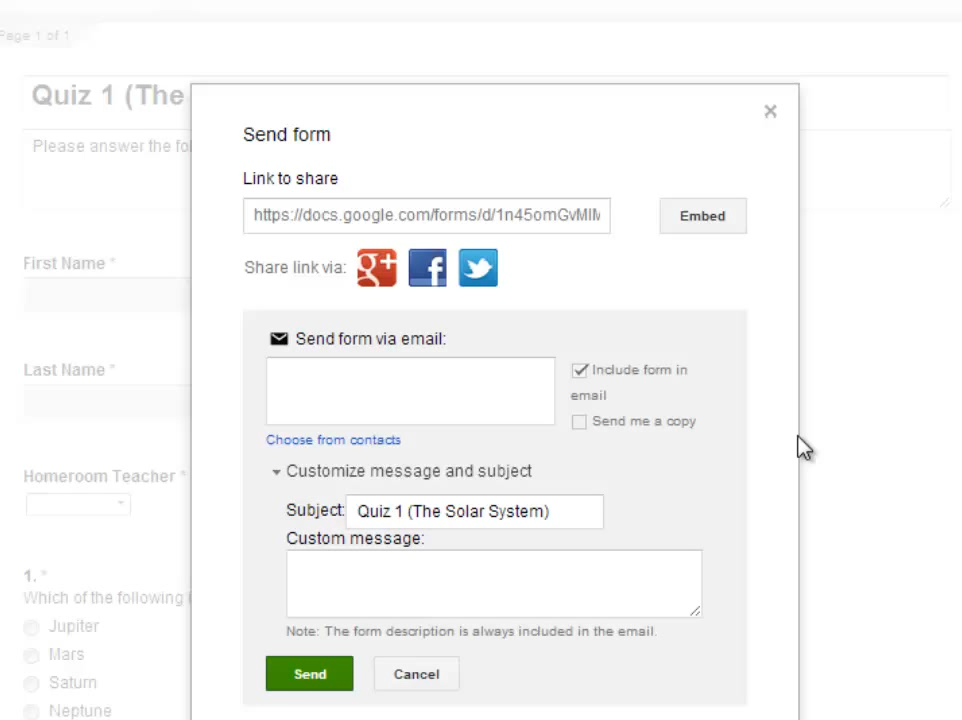 Page 1 of 1
Quiz 1 (The
Send form
Please answer the fo
Link to share
https://docs.google.com/forms/d/1n45omGvMIM
Embed
First Name *
Share link via:
Send form via email:
Last Name *
Include form in
email
Send me a copy
Choose from contacts
Homeroom Teacher *
Customize message and subject
Subject: Quiz 1 (The Solar System)
Custom message:
1. *
Which of the following
Jupiter
Note: The form description is always included in the email.
Mars
Saturn
Send
Cancel
Neptune